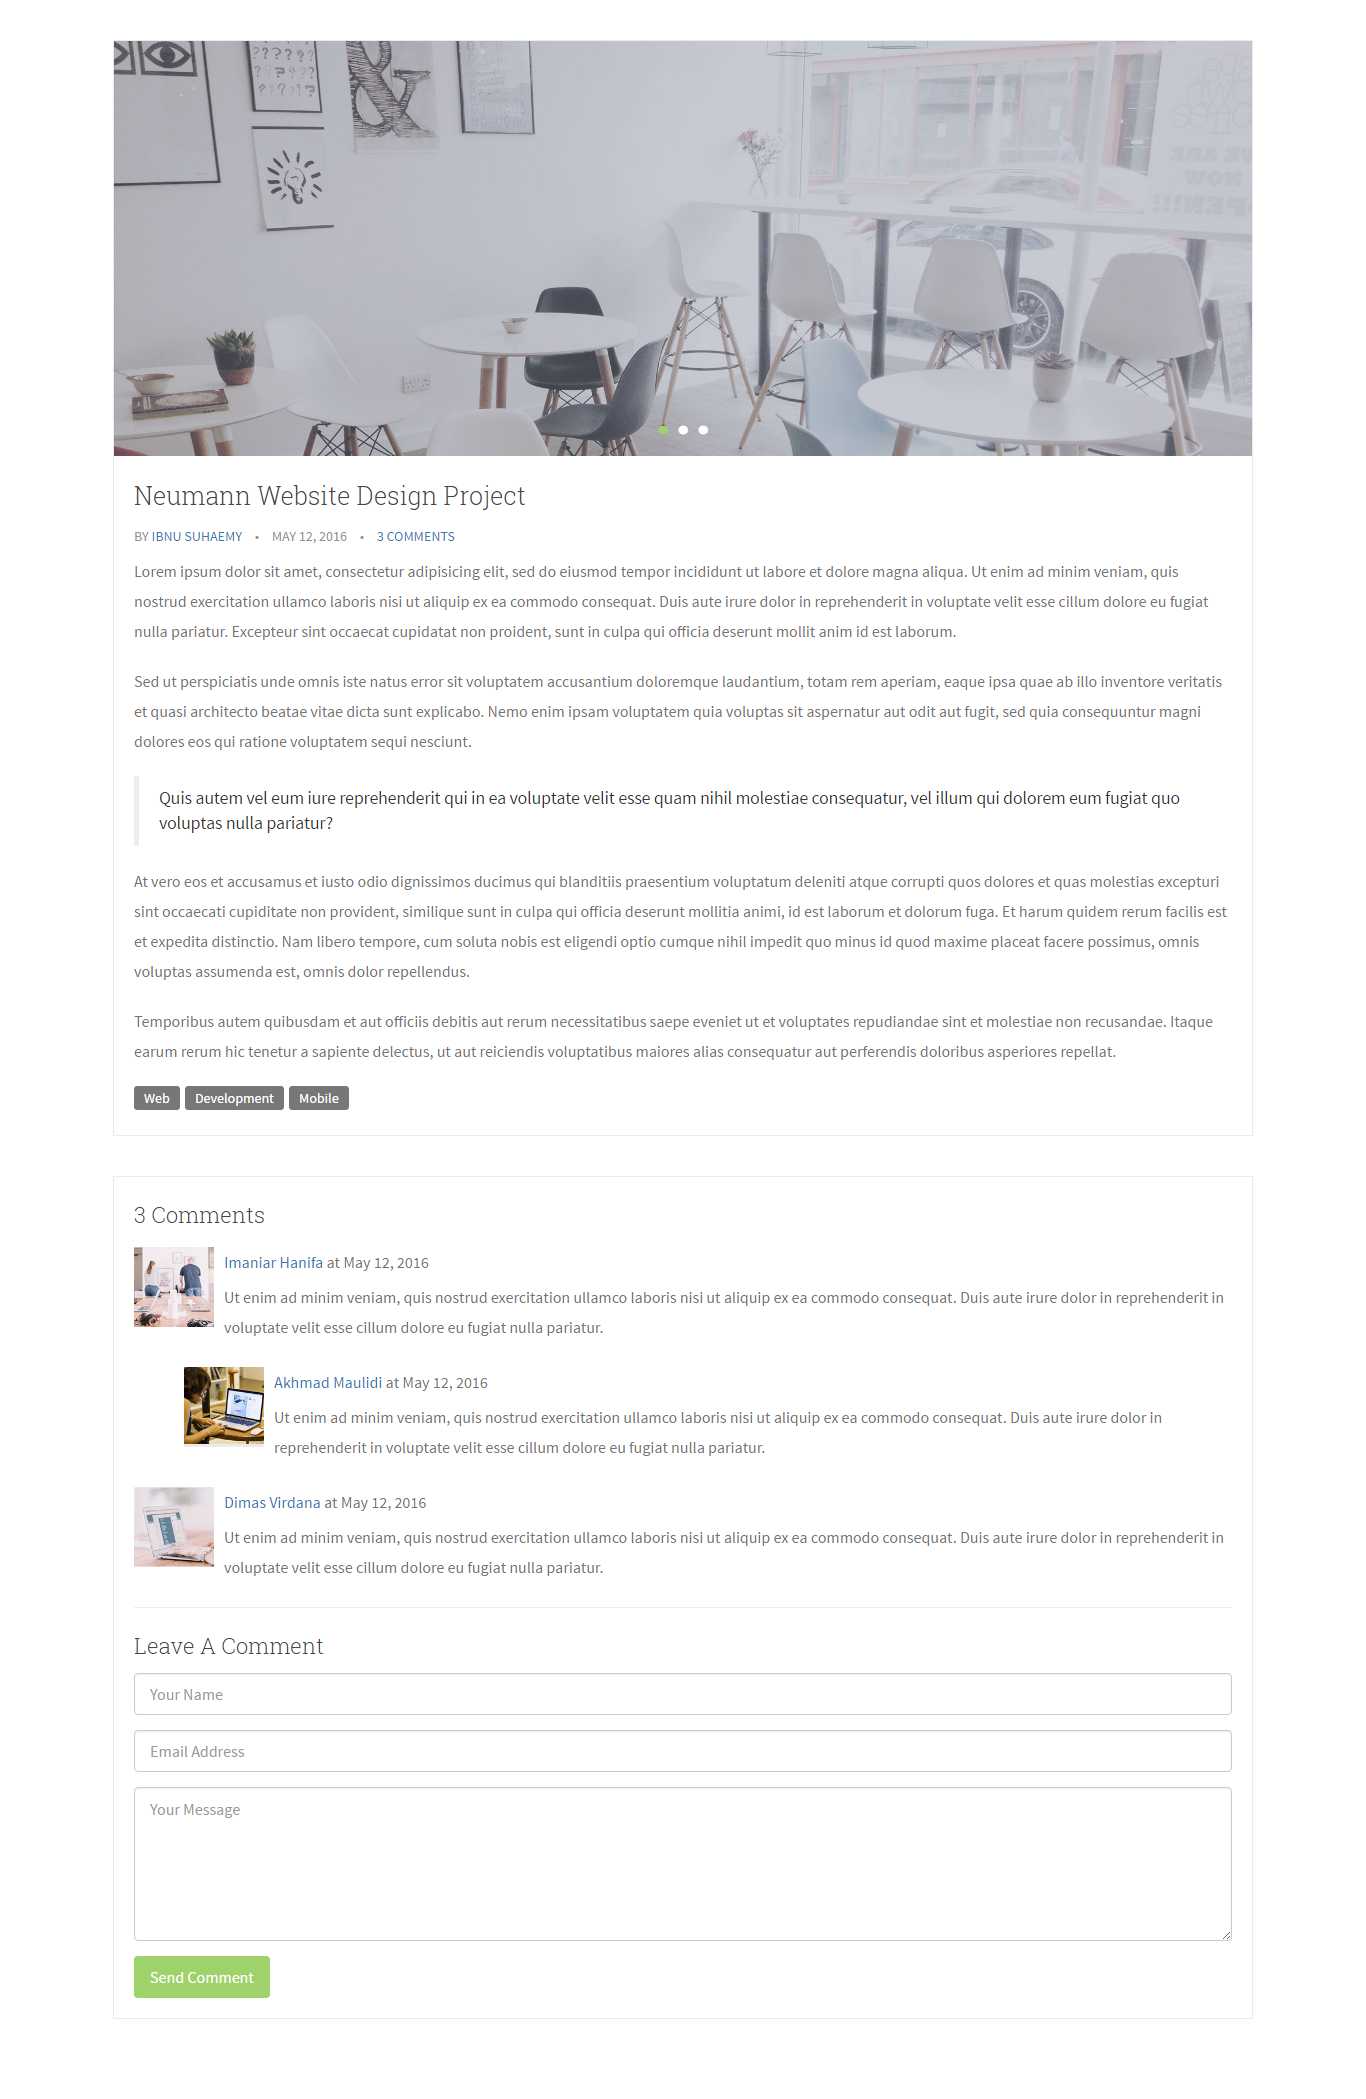 Neumann Website Design Project
BY IBNU SUHAEMY • MAY 12, 2016 • 3 COMMENTS
Lorem ipsum dolor sit amet, consectetur adipisicing elit, sed do eiusmod tempor incididunt ut labore et dolore magna aliqua. Ut enim ad minim veniam, quis
nostrud exercitation ullamco laboris nisi ut aliquip ex ea commodo consequat. Duis aute irure dolor in reprehenderit in voluptate velit esse cillum dolore eu fugiat
nulla pariatur. Excepteur sint occaecat cupidatat non proident, sunt in culpa qui officia deserunt mollit anim id est laborum.
Sed ut perspiciatis unde omnis iste natus error sit voluptatem accusantium doloremque laudantium, totam rem aperiam, eaque ipsa quae ab illo inventore veritatis
et quasi architecto beatae vitae dicta sunt explicabo. Nemo enim ipsam voluptatem quia voluptas sit aspernatur aut odit aut fugit, sed quia consequuntur magni
dolores eos qui ratione voluptatem sequi nesciunt.
Quis autem vel eum iure reprehenderit qui in ea voluptate velit esse quam nihil molestiae consequatur, vel illum qui dolorem eum fugiat quo
voluptas nulla pariatur?
At vero eos et accusamus et iusto odio dignissimos ducimus qui blanditiis praesentium voluptatum deleniti atque corrupti quos dolores et quas molestias excepturi
sint occaecati cupiditate non provident, similique sunt in culpa qui officia deserunt mollitia animi, id est laborum et dolorum fuga. Et harum quidem rerum facilis est
et expedita distinctio. Nam libero tempore, cum soluta nobis est eligendi optio cumque nihil impedit quo minus id quod maxime placeat facere possimus, omnis
voluptas assumenda est, omnis dolor repellendus.
Temporibus autem quibusdam et aut officiis debitis aut rerum necessitatibus saepe eveniet ut et voluptates repudiandae sint et molestiae non recusandae. Itaque
earum rerum hic tenetur a sapiente delectus, ut aut reiciendis voluptatibus maiores alias consequatur aut perferendis doloribus asperiores repellat.
Web Development Mobile
3 Comments
Imaniar Hanifa at May 12, 2016
Ut enim ad minim veniam, quis nostrud exercitation ullamco laboris nisi ut aliquip ex ea commodo consequat. Duis aute irure dolor in reprehenderit in
voluptate velit esse cillum dolore eu fugiat nulla pariatur.
Akhmad Maulidi at May 12, 2016
Ut enim ad minim veniam, quis nostrud exercitation ullamco laboris nisi ut aliquip ex ea commodo consequat. Duis aute irure dolor in
reprehenderit in voluptate velit esse cillum dolore eu fugiat nulla pariatur.
Dimas Virdana at May 12, 2016
Ut enim ad minim veniam, quis nostrud exercitation ullamco laboris nisi ut aliquip ex ea commodo consequat. Duis aute irure dolor in reprehenderit in
voluptate velit esse cillum dolore eu fugiat nulla pariatur.
Leave A Comment
Your Name
Email Address
Your Message
Send Comment